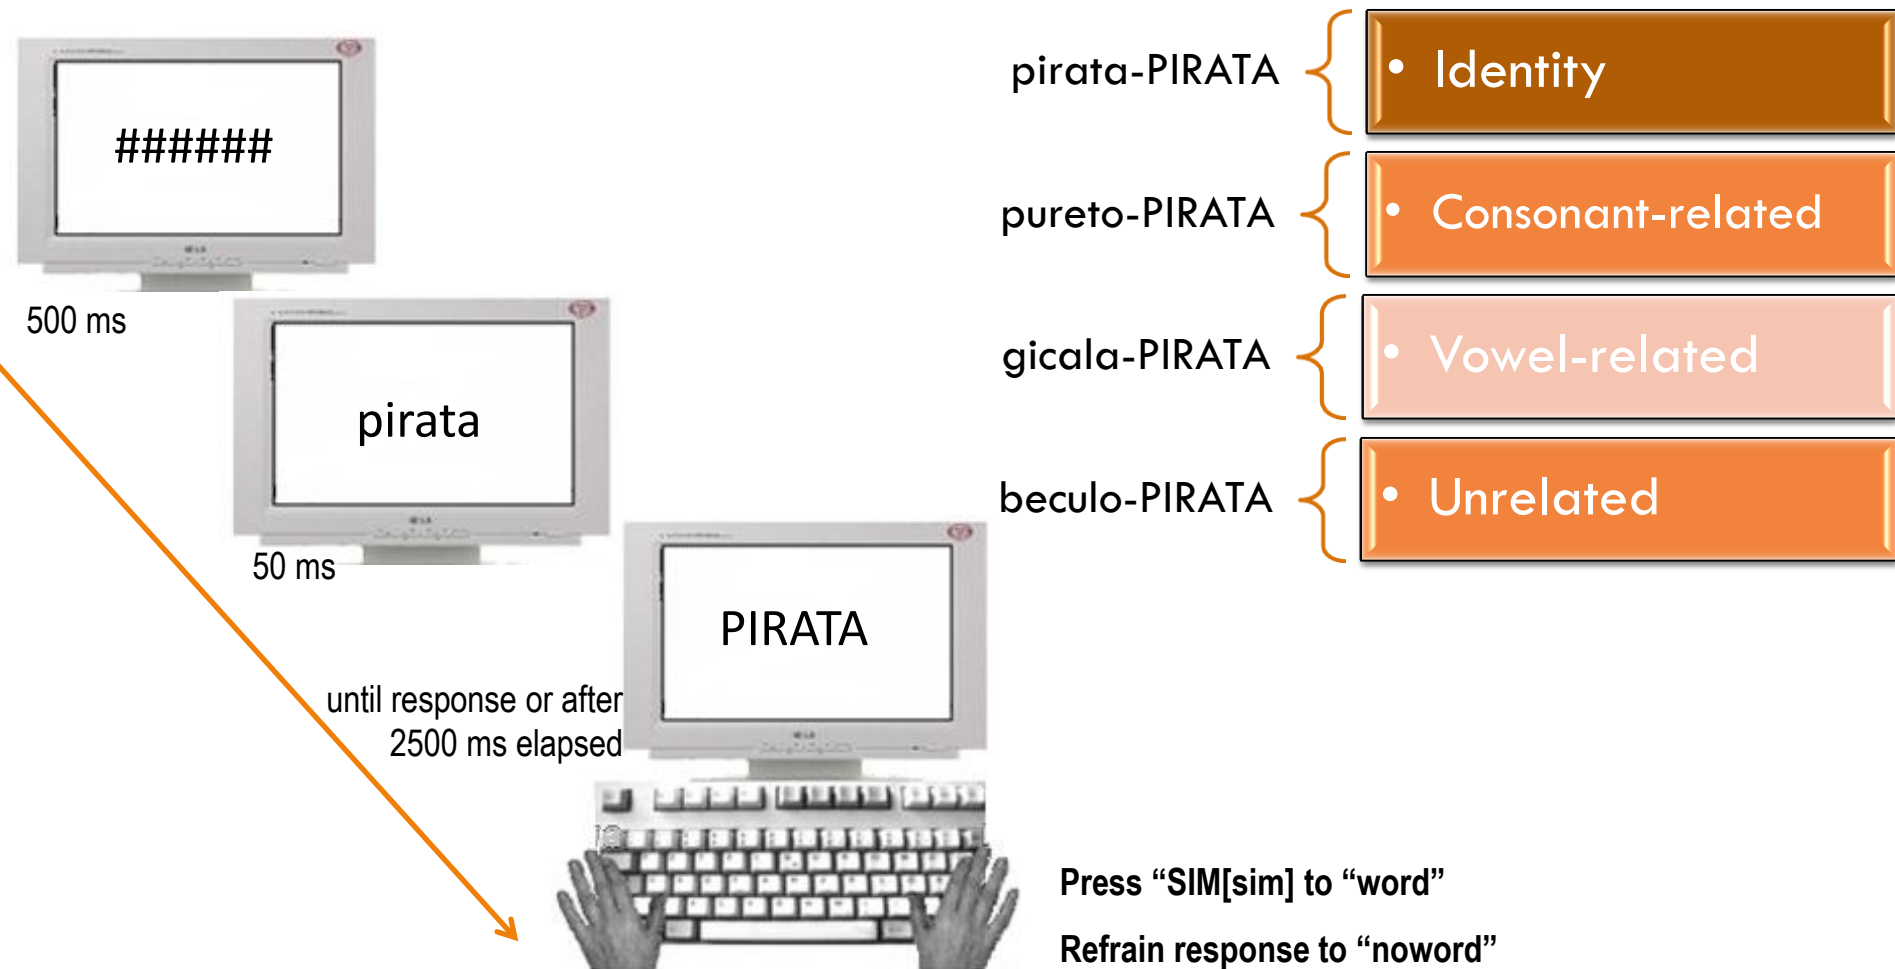 ######
500 ms
pirata
50 ms
PIRATA
until response or after
2500 ms elapsed
pirata-PIRATA
• Identity
pureto-PIRATA
• Consonant-related
gicala-PIRATA
• Vowel-related
beculo-PIRATA
• Unrelated
Press “SIM[sim] to “word”
Refrain response to “noword”